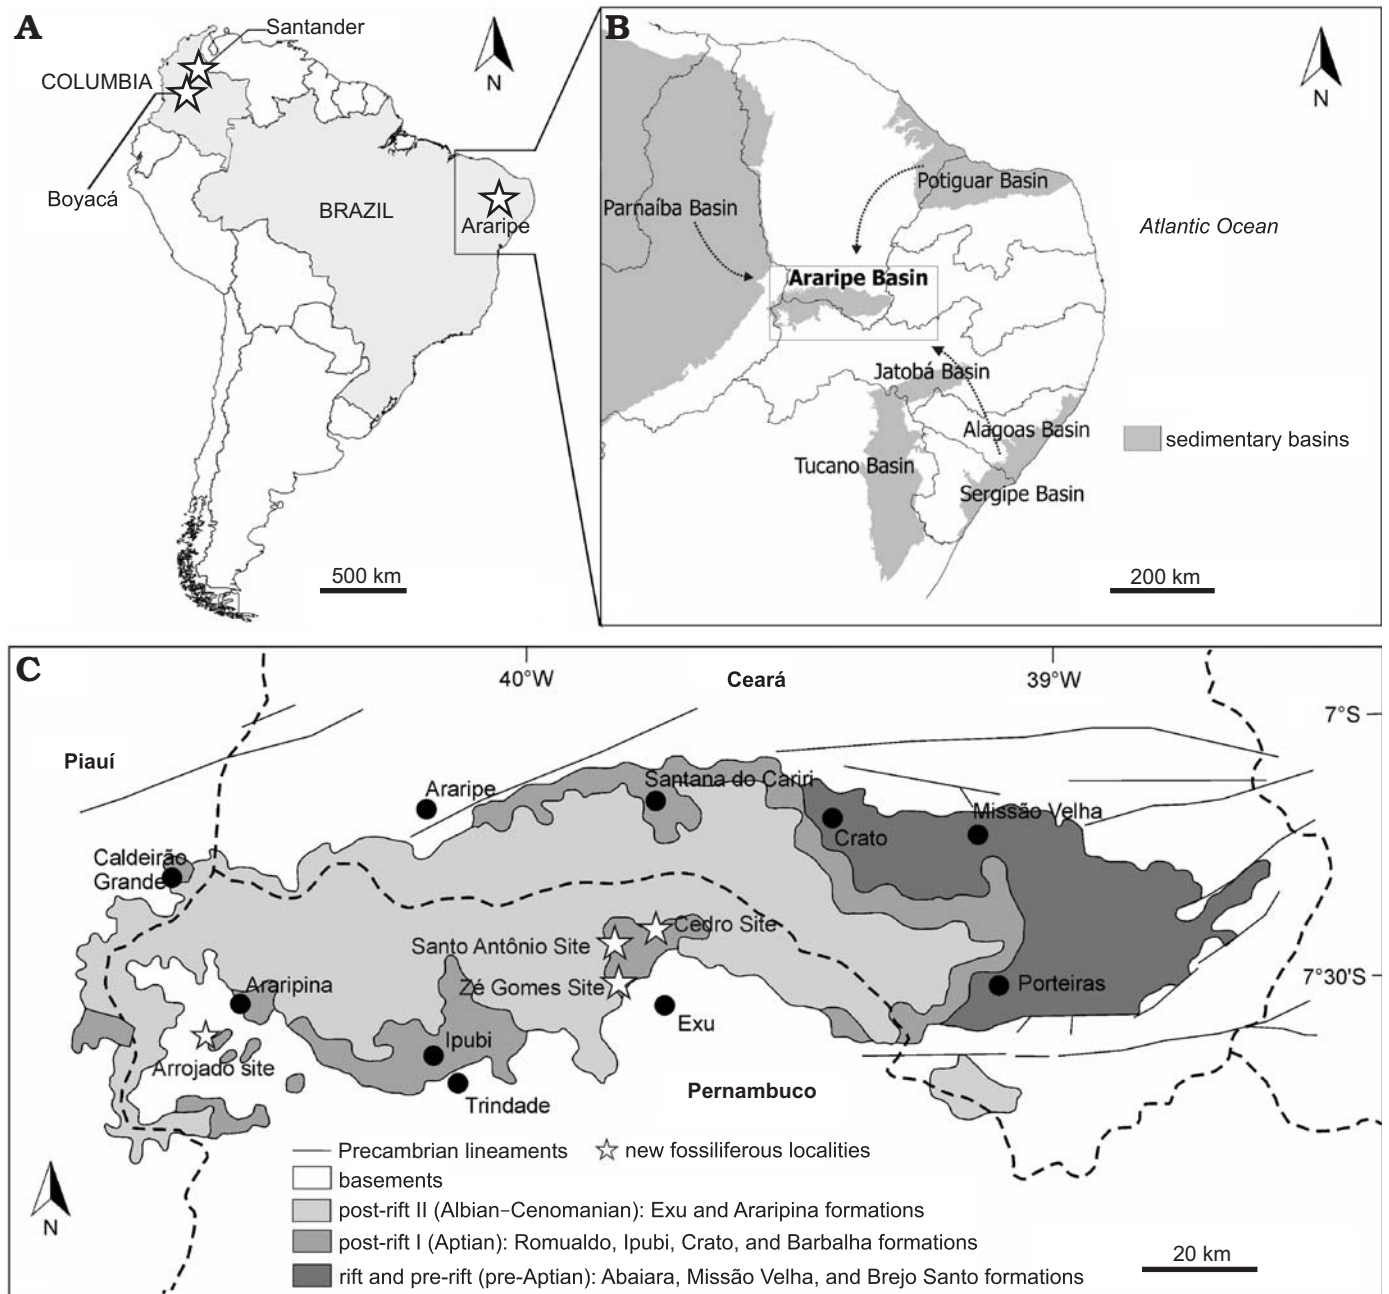 A
Santander
COLUMBIA
Boyacá
BRAZIL
Araripe
N
500 km
B
N
Potiguar Basin
Parnaíba Basin
Atlantic Ocean
Araripe Basin
Jatobá Basin
Alagoas Basin
sedimentary basins
Tucano Basin
Sergipe Basin
200 km
C
40°W
Ceará
39°W
7°S
Piauí
Araripe
Santana do Cariri
Missão Velha
Crato
Caldeirão
Grande
Cedro Site
Santo Antônio Site
Zé Gomes Site
7°30'S
Araripina
Porteiras
Exu
Ipubi
Arrojado site
Trindade
Pernambuco
Precambrian lineaments
new fossiliferous localities
basements
post-rift II (Albian–Cenomanian): Exu and Araripina formations
post-rift I (Aptian): Romualdo, Ipubi, Crato, and Barbalha formations
rift and pre-rift (pre-Aptian): Abaiara, Missão Velha, and Brejo Santo formations
N
20 km